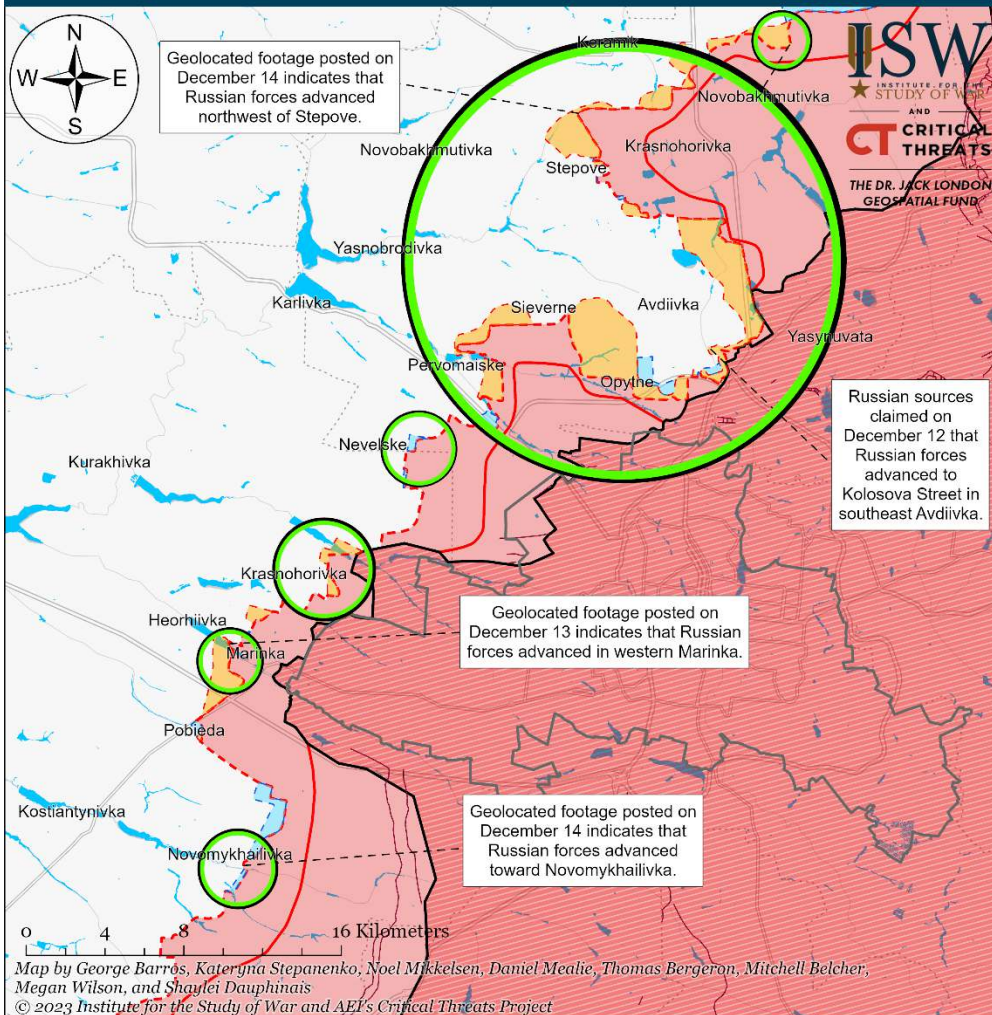 N
W E
S
Geolocated footage posted on
December 14 indicates that
Russian forces advanced
northwest of Stepove.
Keramik
ISW
INSTITUTE FOR THE
STUDY OF WAR
AND
CT CRITICAL
THREATS
THE DR. JACK LONDON
GEOSPATIAL FUND
Novobakhmutivka
Novobakhmutivka
Krasnohorivka
Stepove
Yasnobrodivka
Karlivka
Sieverne
Avdiivka
Yasynuvata
Pervomaiske
Opytne
Russian sources
claimed on
December 12 that
Russian forces
advanced to
Kolosova Street in
southeast Avdiivka.
Nevelske
Kurakhivka
Krasnohorivka
Heorhiivka
Marinka
Geolocated footage posted on
December 13 indicates that Russian
forces advanced in western Marinka.
Pobieda
Kostiantynivka
Novomykhailivka
Geolocated footage posted on
December 14 indicates that
Russian forces advanced
toward Novomykhailivka.
0 4 8 16 Kilometers
Map by George Barros, Kateryna Stepanenko, Noel Mikkelsen, Daniel Mealie, Thomas Bergeron, Mitchell Belcher,
Megan Wilson, and Shaylei Dauphinais
© 2023 Institute for the Study of War and AEI's Critical Threats Project